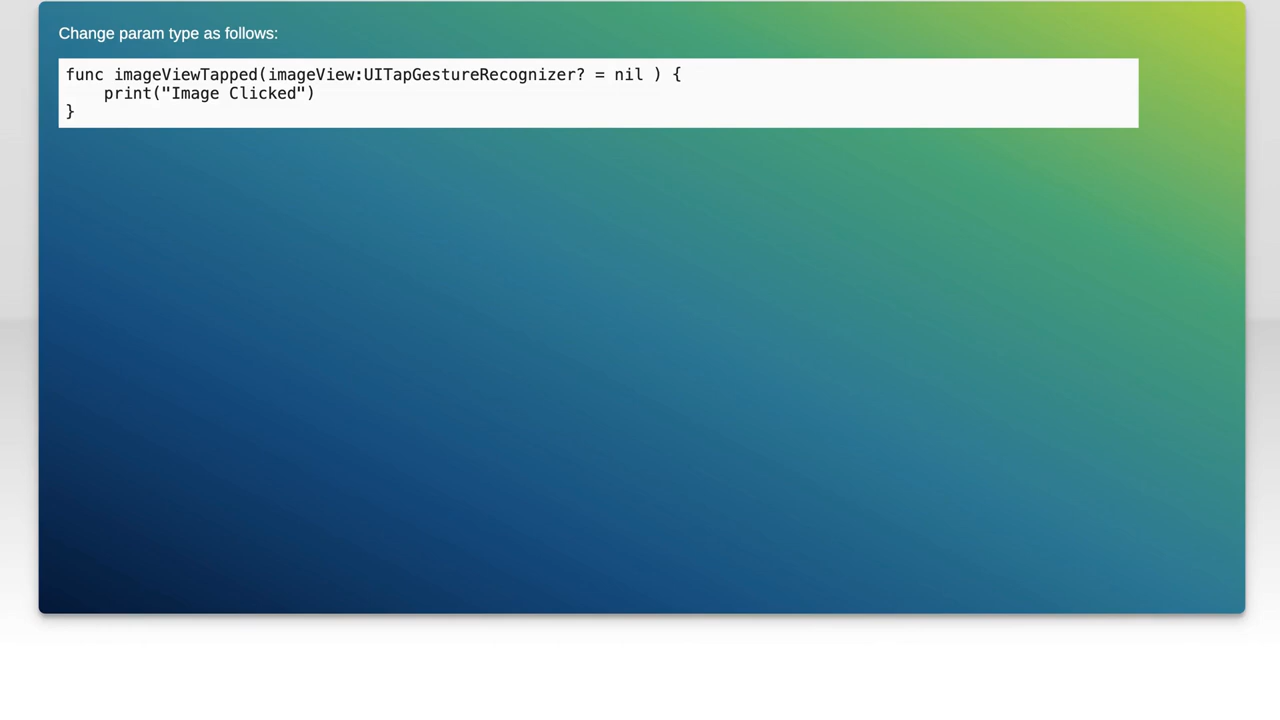 Change param type as follows:
func imageViewTapped(imageView:UITapGestureRecognizer? = nil ) {
    print("Image Clicked")
}